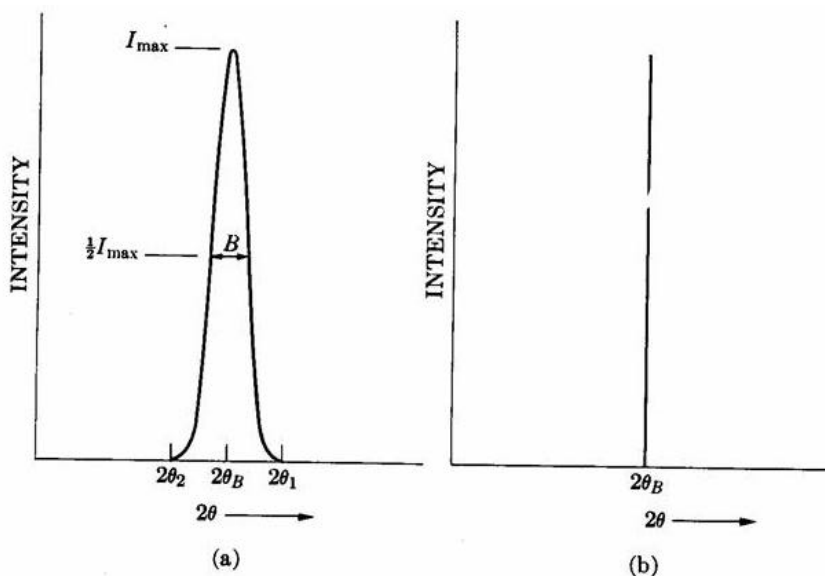 I_max
INTENSITY
½I_max
B
2θ₂ 2θ_B 2θ₁
2θ
(a)
INTENSITY
2θ_B
2θ
(b)